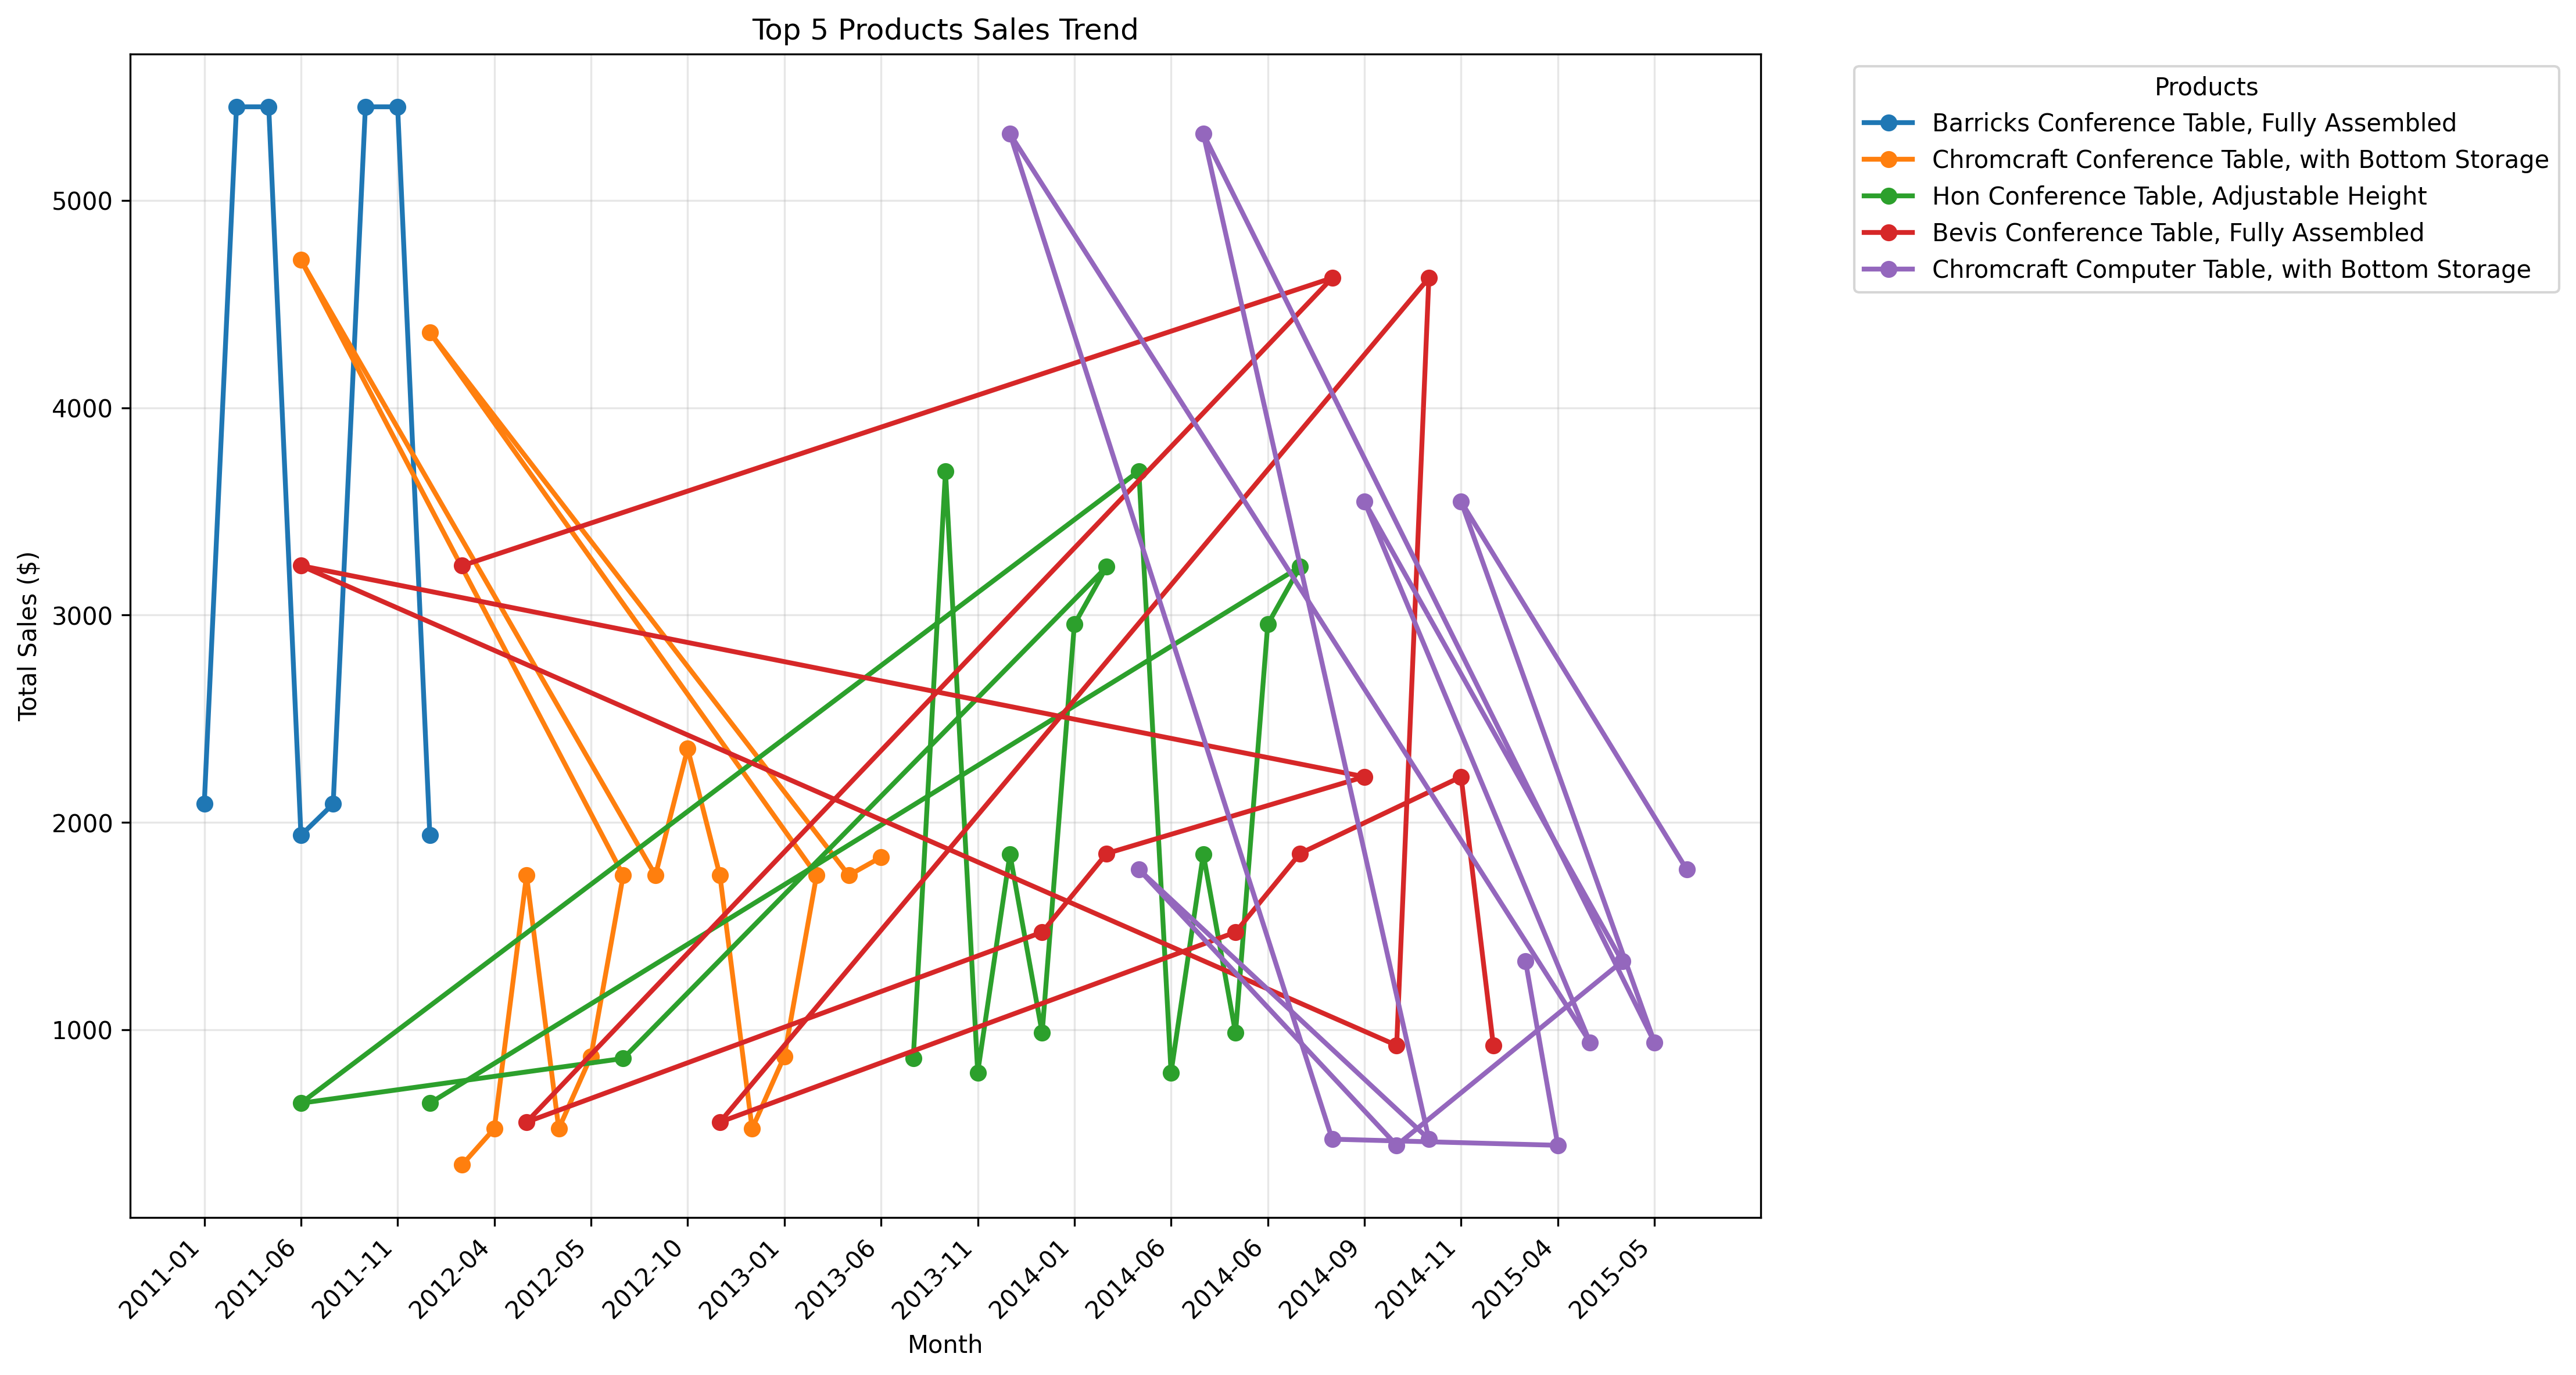 Top 5 Products Sales Trend
Products
Barricks Conference Table, Fully Assembled
Chromcraft Conference Table, with Bottom Storage
Hon Conference Table, Adjustable Height
Bevis Conference Table, Fully Assembled
Chromcraft Computer Table, with Bottom Storage
Total Sales ($)
5000
4000
3000
2000
1000
2011-01
2011-06
2011-11
2012-04
2012-05
2012-10
2013-01
2013-06
2013-11
2014-01
2014-06
2014-06
2014-09
2014-11
2015-04
2015-05
Month